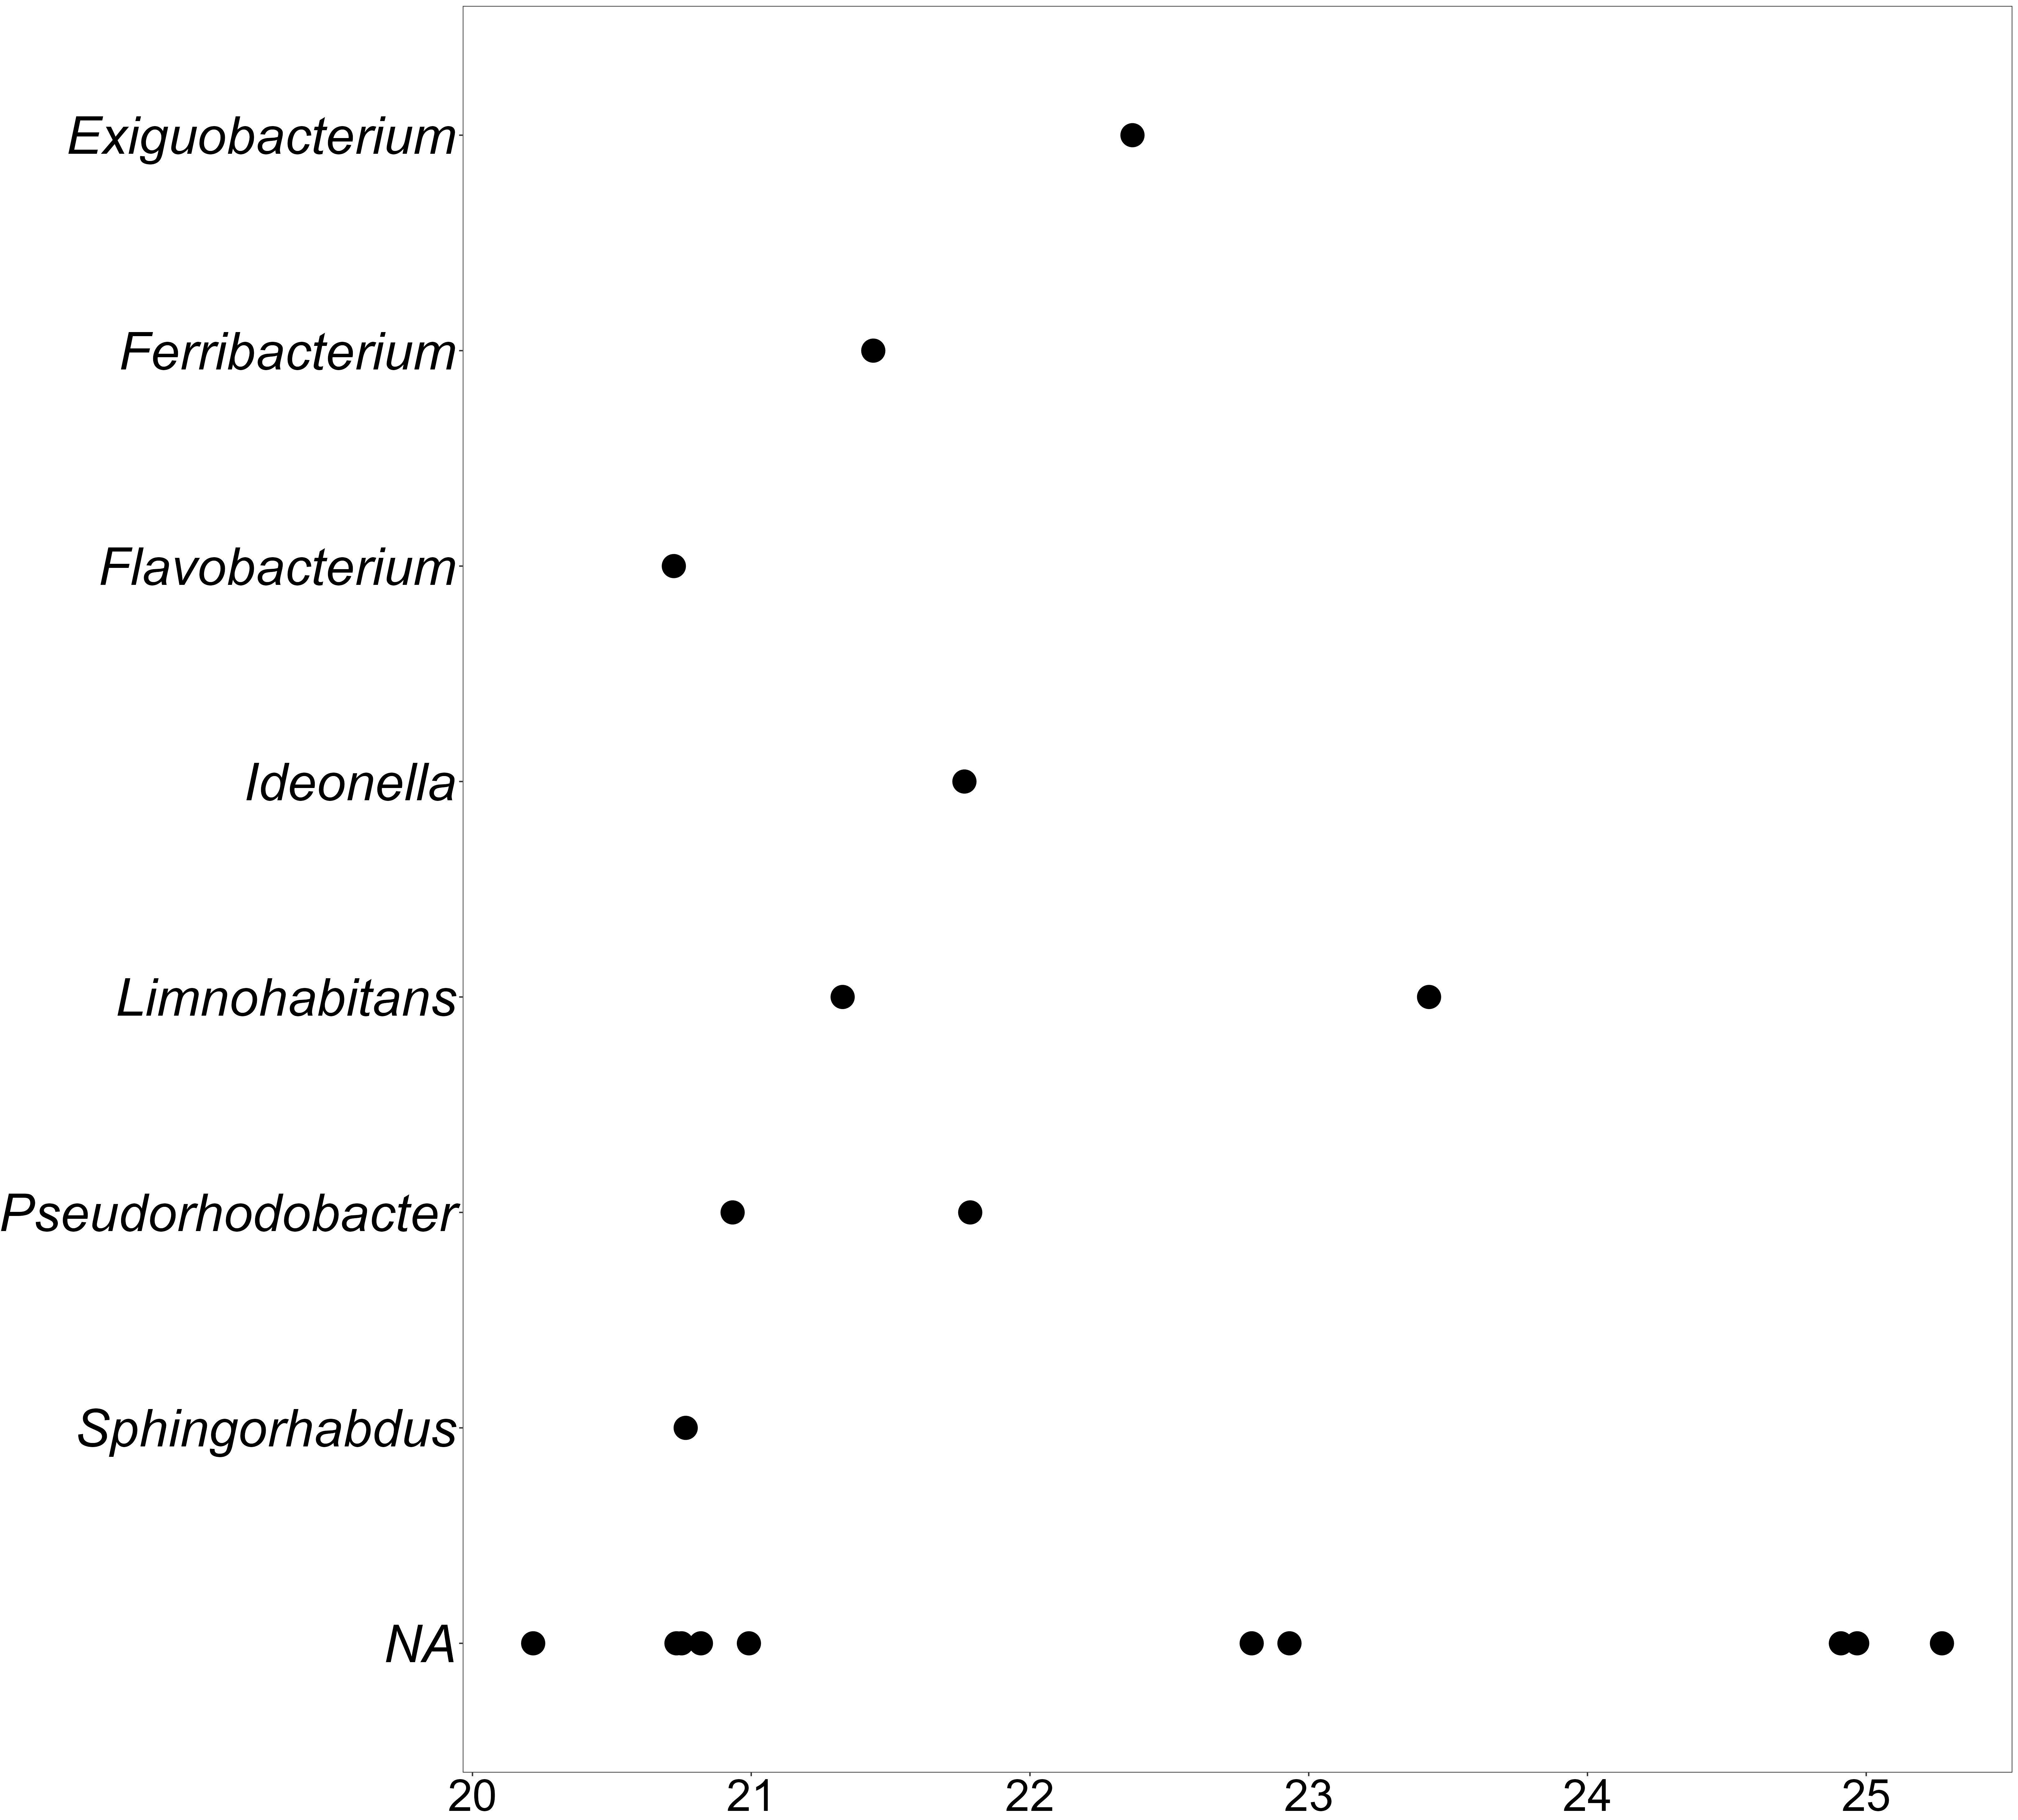 Exiguobacterium
Ferribacterium
Flavobacterium
Ideonella
Limnohabitans
Pseudorhodobacter
Sphingorhabdus
NA
20 21 22 23 24 25